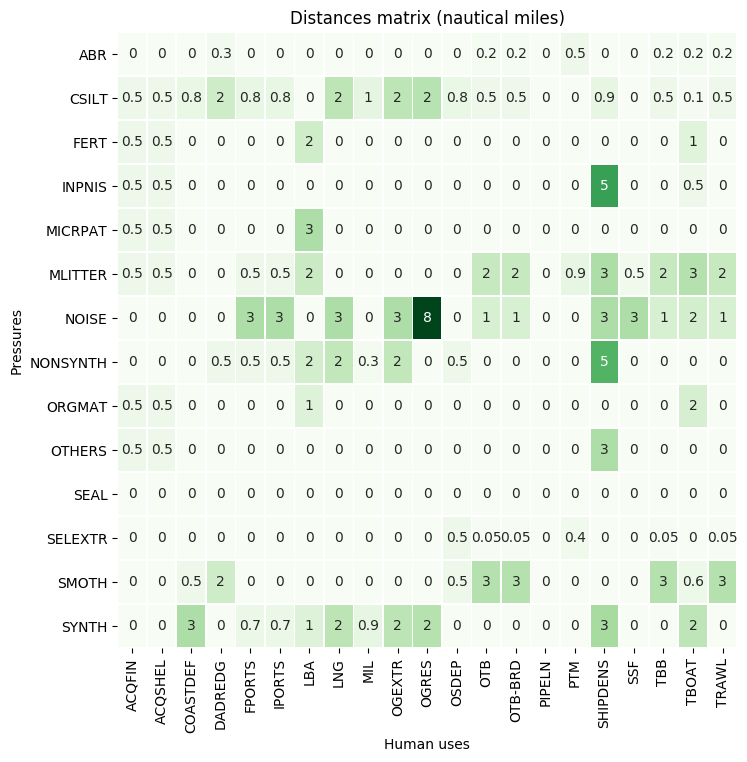 Distances matrix (nautical miles)
Pressures
ABR 0 0 0 0.3 0 0 0 0 0 0 0 0 0.2 0.2 0 0.5 0 0 0.2 0.2 0.2
CSILT 0.5 0.5 0.8 2 0.8 0.8 0 2 1 2 2 0.8 0.5 0.5 0 0 0.9 0 0.5 0.1 0.5
FERT 0.5 0.5 0 0 0 0 2 0 0 0 0 0 0 0 0 0 0 0 0 1 0
INPNIS 0.5 0.5 0 0 0 0 0 0 0 0 0 0 0 0 0 0 5 0 0 0.5 0
MICRPAT 0.5 0.5 0 0 0 0 3 0 0 0 0 0 0 0 0 0 0 0 0 0 0
MLITTER 0.5 0.5 0 0 0.5 0.5 2 0 0 0 0 0 2 2 0 0.9 3 0.5 2 3 2
NOISE 0 0 0 0 3 3 0 3 0 3 8 0 1 1 0 0 3 3 1 2 1
NONSYNTH 0 0 0 0.5 0.5 0.5 2 2 0.3 2 0 0.5 0 0 0 0 5 0 0 0 0
ORGMAT 0.5 0.5 0 0 0 0 1 0 0 0 0 0 0 0 0 0 0 0 0 2 0
OTHERS 0.5 0.5 0 0 0 0 0 0 0 0 0 0 0 0 0 0 3 0 0 0 0
SEAL 0 0 0 0 0 0 0 0 0 0 0 0 0 0 0 0 0 0 0 0 0
SELEXTR 0 0 0 0 0 0 0 0 0 0 0 0.5 0.05 0.05 0 0.4 0 0 0.05 0 0.05
SMOTH 0 0 0.5 2 0 0 0 0 0 0 0 0.5 3 3 0 0 0 0 3 0.6 3
SYNTH 0 0 3 0 0.7 0.7 1 2 0.9 2 2 0 0 0 0 0 3 0 0 2 0
ACQFIN ACQSHEL COASTDEF DADREDG FPORTS IPORTS LBA LNG MIL OGEXTR OGRES OSDEP OTB OTB-BRD PIPELN PTM SHIPDENS SSF TBB TBOAT TRAWL
Human uses